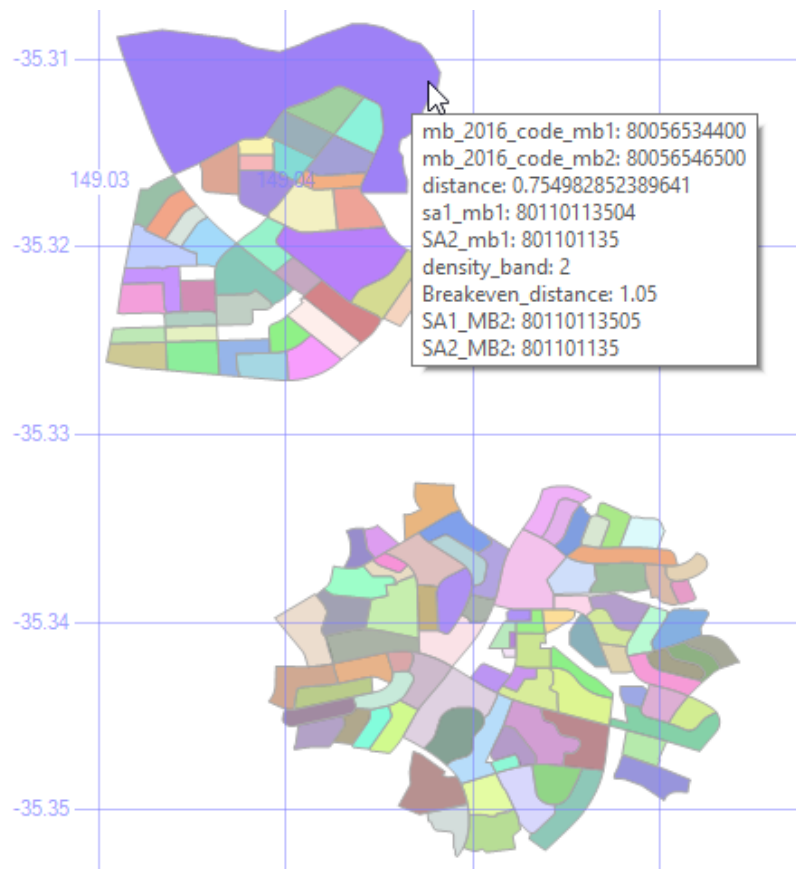 -35.31
mb_2016_code_mb1: 80056534400
mb_2016_code_mb2: 80056546500
distance: 0.754982852389641
sa1_mb1: 80110113504
SA2_mb1: 801101135
density_band: 2
Breakeven_distance: 1.05
SA1_MB2: 80110113505
SA2_MB2: 801101135
149.03
149.04
-35.32
-35.33
-35.34
-35.35